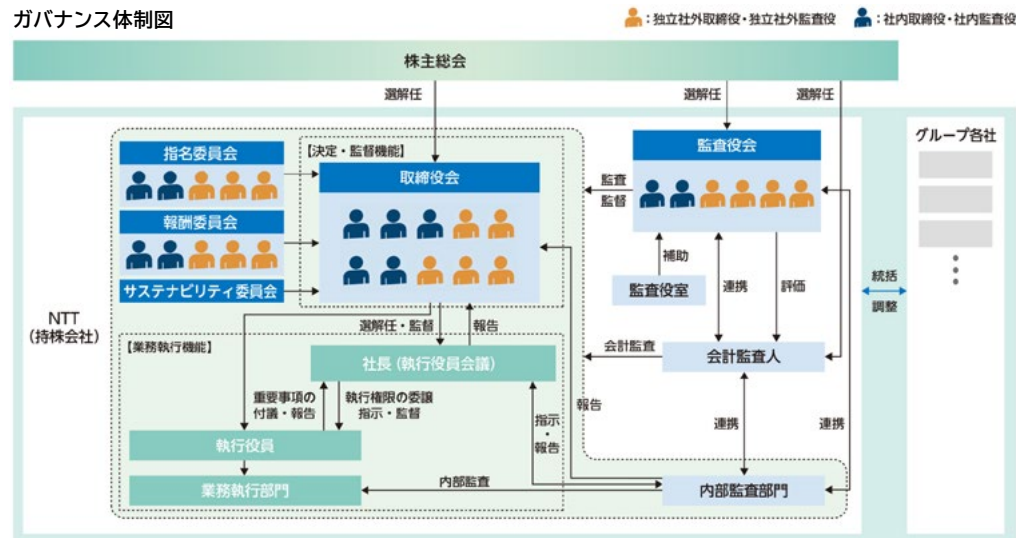 ガバナンス体制図
：独立社外取締役・独立社外監査役
：社内取締役・社内監査役
株主総会
選解任
選解任
選解任
グループ各社
指名委員会
【決定・監督機能】
取締役会
監査役会
監査
監督
報酬委員会
補助
連携
評価
監査役室
サステナビリティ委員会
統括
調整
NTT
（持株会社）
選解任・監督
報告
【業務執行機能】
社長（執行役員会議）
会計監査
会計監査人
重要事項の
付議・報告
執行権限の委譲
指示・監督
報告
指示
・
報告
連携
連携
執行役員
業務執行部門
内部監査
内部監査部門